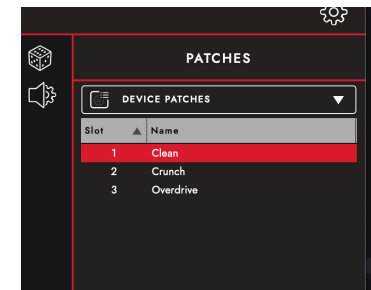 PATCHES
DEVICE PATCHES
Slot Name
1 Clean
2 Crunch
3 Overdrive